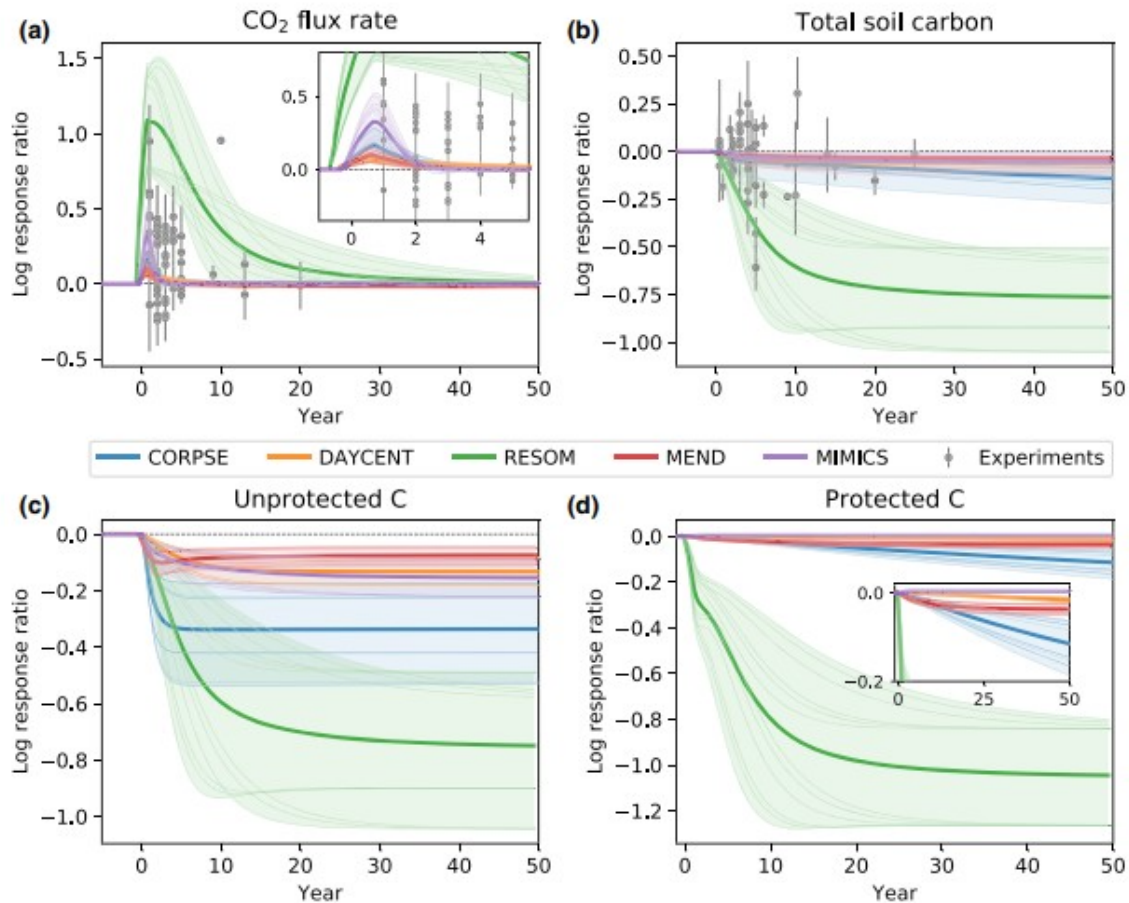 (a) CO₂ flux rate
Log response ratio
1.5
1.0
0.5
0.0
−0.5
0 10 20 30 40 50
Year
0.5
0.0
0 2 4
(b) Total soil carbon
Log response ratio
0.50
0.25
0.00
−0.25
−0.50
−0.75
−1.00
0 10 20 30 40 50
Year
CORPSE DAYCENT RESOM MEND MIMICS Experiments
(c) Unprotected C
Log response ratio
0.0
−0.2
−0.4
−0.6
−0.8
−1.0
0 10 20 30 40 50
Year
(d) Protected C
Log response ratio
0.0
−0.2
−0.4
−0.6
−0.8
−1.0
−1.2
0 10 20 30 40 50
Year
0.0
−0.2
0 25 50